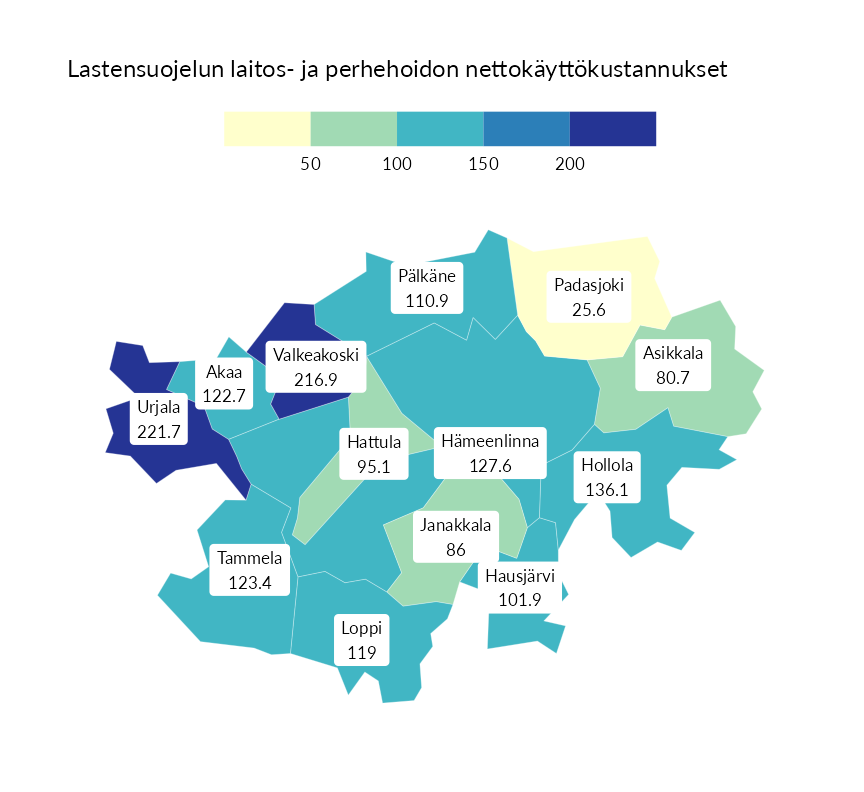 Lastensuojelun laitos- ja perhehoidon nettokäyttökustannukset
50 100 150 200
Pälkäne
110.9
Padasjoki
25.6
Asikkala
80.7
Valkeakoski
216.9
Akaa
122.7
Urjala
221.7
Hattula
95.1
Hämeenlinna
127.6
Hollola
136.1
Janakkala
86
Tammela
123.4
Hausjärvi
101.9
Loppi
119